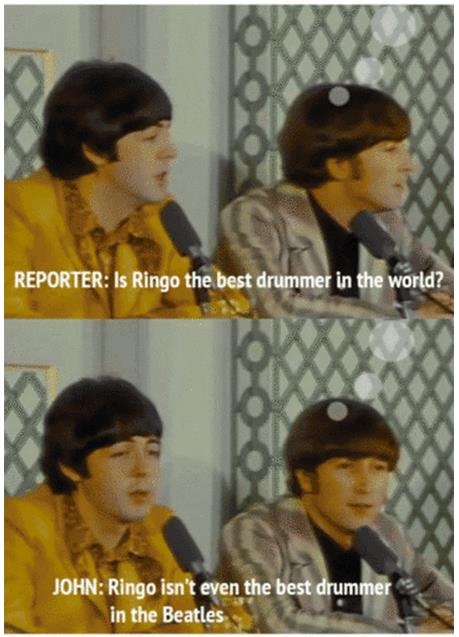 REPORTER: Is Ringo the best drummer in the world?
JOHN: Ringo isn't even the best drummer
in the Beatles